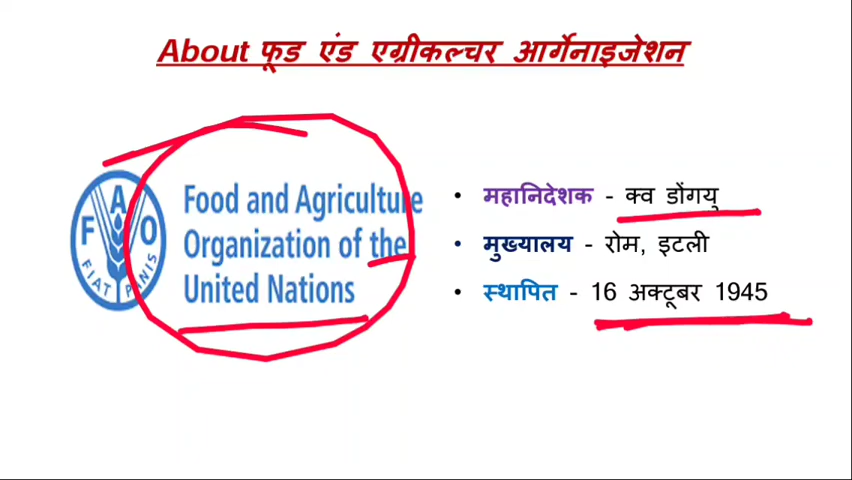 About फूड एंड एग्रीकल्चर आर्गेनाइजेशन
F A O
FIAT PANIS
Food and Agriculture
Organization of the
United Nations
• महानिदेशक - क्व डोंगयु
• मुख्यालय - रोम, इटली
• स्थापित - 16 अक्टूबर 1945